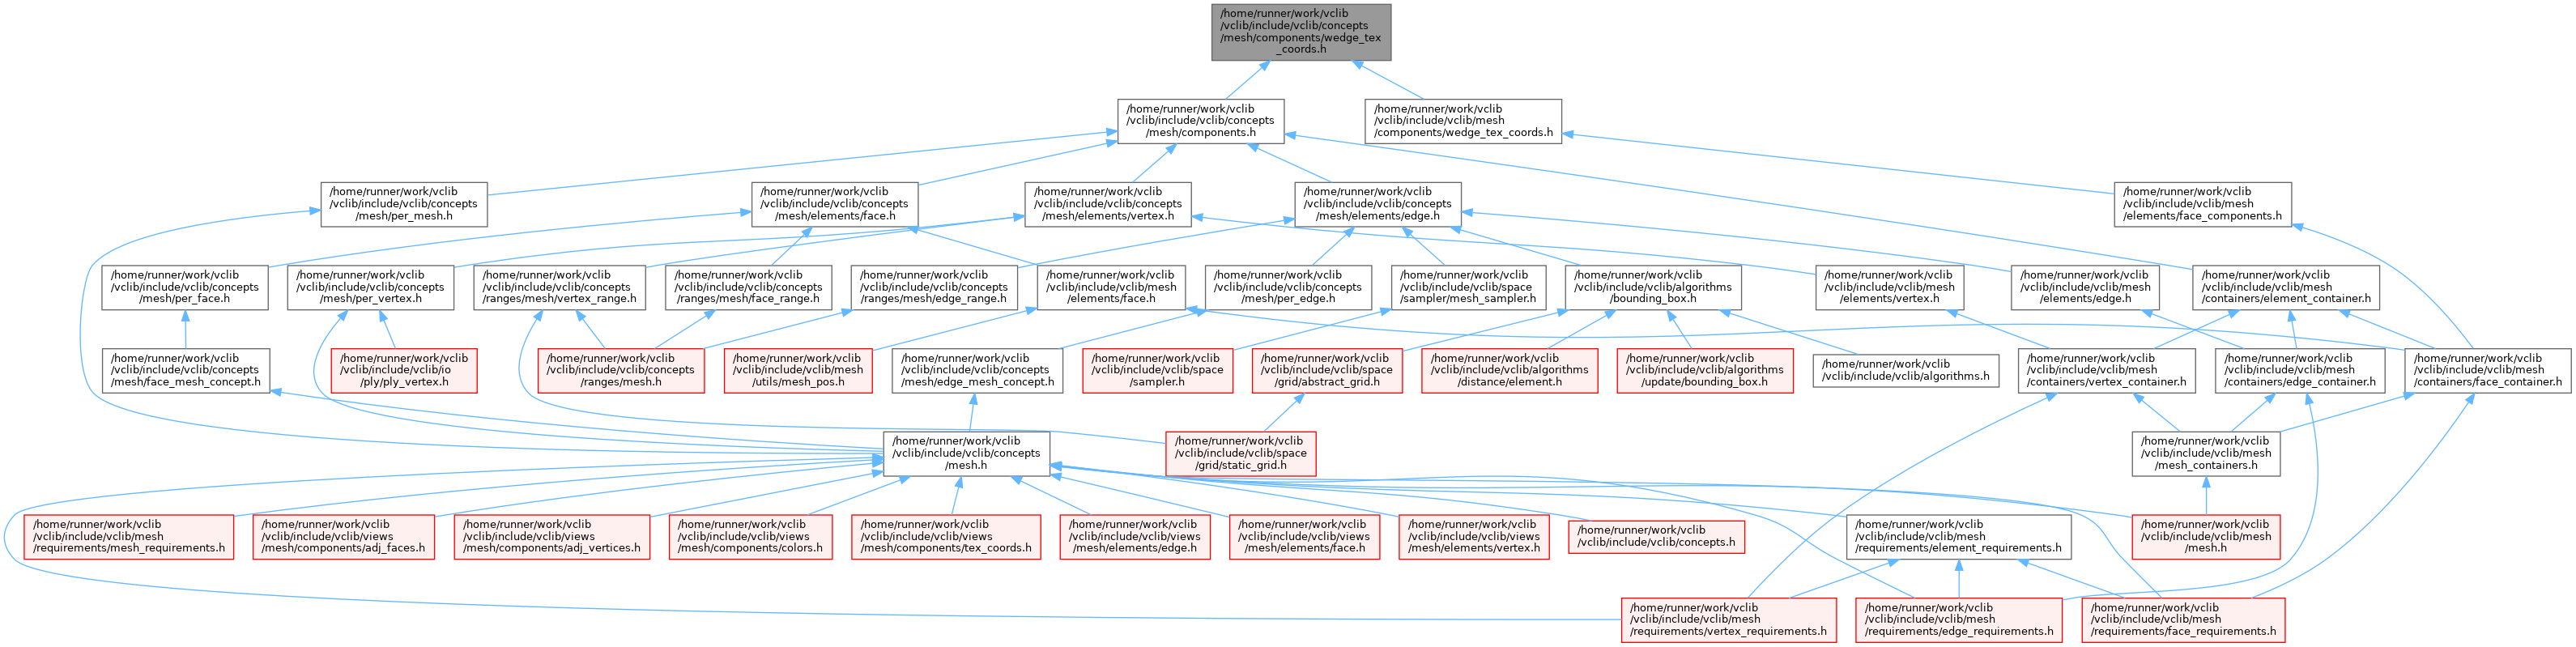 /home/runner/work/vclib
/vclib/include/vclib/concepts
/mesh/components/wedge_tex
_coords.h
/home/runner/work/vclib
/vclib/include/vclib/concepts
/mesh/components.h
/home/runner/work/vclib
/vclib/include/vclib/mesh
/components/wedge_tex_coords.h
/home/runner/work/vclib
/vclib/include/vclib/concepts
/mesh/per_mesh.h
/home/runner/work/vclib
/vclib/include/vclib/concepts
/mesh/elements/face.h
/home/runner/work/vclib
/vclib/include/vclib/concepts
/mesh/elements/vertex.h
/home/runner/work/vclib
/vclib/include/vclib/concepts
/mesh/elements/edge.h
/home/runner/work/vclib
/vclib/include/vclib/mesh
/elements/face_components.h
/home/runner/work/vclib
/vclib/include/vclib/concepts
/mesh/per_face.h
/home/runner/work/vclib
/vclib/include/vclib/concepts
/mesh/per_vertex.h
/home/runner/work/vclib
/vclib/include/vclib/concepts
/ranges/mesh/vertex_range.h
/home/runner/work/vclib
/vclib/include/vclib/concepts
/ranges/mesh/face_range.h
/home/runner/work/vclib
/vclib/include/vclib/concepts
/ranges/mesh/edge_range.h
/home/runner/work/vclib
/vclib/include/vclib/mesh
/elements/face.h
/home/runner/work/vclib
/vclib/include/vclib/concepts
/mesh/per_edge.h
/home/runner/work/vclib
/vclib/include/vclib/space
/sampler/mesh_sampler.h
/home/runner/work/vclib
/vclib/include/vclib/algorithms
/bounding_box.h
/home/runner/work/vclib
/vclib/include/vclib/mesh
/elements/vertex.h
/home/runner/work/vclib
/vclib/include/vclib/mesh
/elements/edge.h
/home/runner/work/vclib
/vclib/include/vclib/mesh
/containers/element_container.h
/home/runner/work/vclib
/vclib/include/vclib/concepts
/mesh/face_mesh_concept.h
/home/runner/work/vclib
/vclib/include/vclib/io
/ply/ply_vertex.h
/home/runner/work/vclib
/vclib/include/vclib/concepts
/ranges/mesh.h
/home/runner/work/vclib
/vclib/include/vclib/mesh
/utils/mesh_pos.h
/home/runner/work/vclib
/vclib/include/vclib/concepts
/mesh/edge_mesh_concept.h
/home/runner/work/vclib
/vclib/include/vclib/space
/sampler.h
/home/runner/work/vclib
/vclib/include/vclib/space
/grid/abstract_grid.h
/home/runner/work/vclib
/vclib/include/vclib/algorithms
/distance/element.h
/home/runner/work/vclib
/vclib/include/vclib/algorithms
/update/bounding_box.h
/home/runner/work/vclib
/vclib/include/vclib/algorithms.h
/home/runner/work/vclib
/vclib/include/vclib/mesh
/containers/vertex_container.h
/home/runner/work/vclib
/vclib/include/vclib/mesh
/containers/edge_container.h
/home/runner/work/vclib
/vclib/include/vclib/mesh
/containers/face_container.h
/home/runner/work/vclib
/vclib/include/vclib/concepts
/mesh.h
/home/runner/work/vclib
/vclib/include/vclib/space
/grid/static_grid.h
/home/runner/work/vclib
/vclib/include/vclib/mesh
/mesh_containers.h
/home/runner/work/vclib
/vclib/include/vclib/mesh
/requirements/mesh_requirements.h
/home/runner/work/vclib
/vclib/include/vclib/views
/mesh/components/adj_faces.h
/home/runner/work/vclib
/vclib/include/vclib/views
/mesh/components/adj_vertices.h
/home/runner/work/vclib
/vclib/include/vclib/views
/mesh/components/colors.h
/home/runner/work/vclib
/vclib/include/vclib/views
/mesh/components/tex_coords.h
/home/runner/work/vclib
/vclib/include/vclib/views
/mesh/elements/edge.h
/home/runner/work/vclib
/vclib/include/vclib/views
/mesh/elements/face.h
/home/runner/work/vclib
/vclib/include/vclib/views
/mesh/elements/vertex.h
/home/runner/work/vclib
/vclib/include/vclib/concepts.h
/home/runner/work/vclib
/vclib/include/vclib/mesh
/requirements/element_requirements.h
/home/runner/work/vclib
/vclib/include/vclib/mesh
/mesh.h
/home/runner/work/vclib
/vclib/include/vclib/mesh
/requirements/vertex_requirements.h
/home/runner/work/vclib
/vclib/include/vclib/mesh
/requirements/edge_requirements.h
/home/runner/work/vclib
/vclib/include/vclib/mesh
/requirements/face_requirements.h